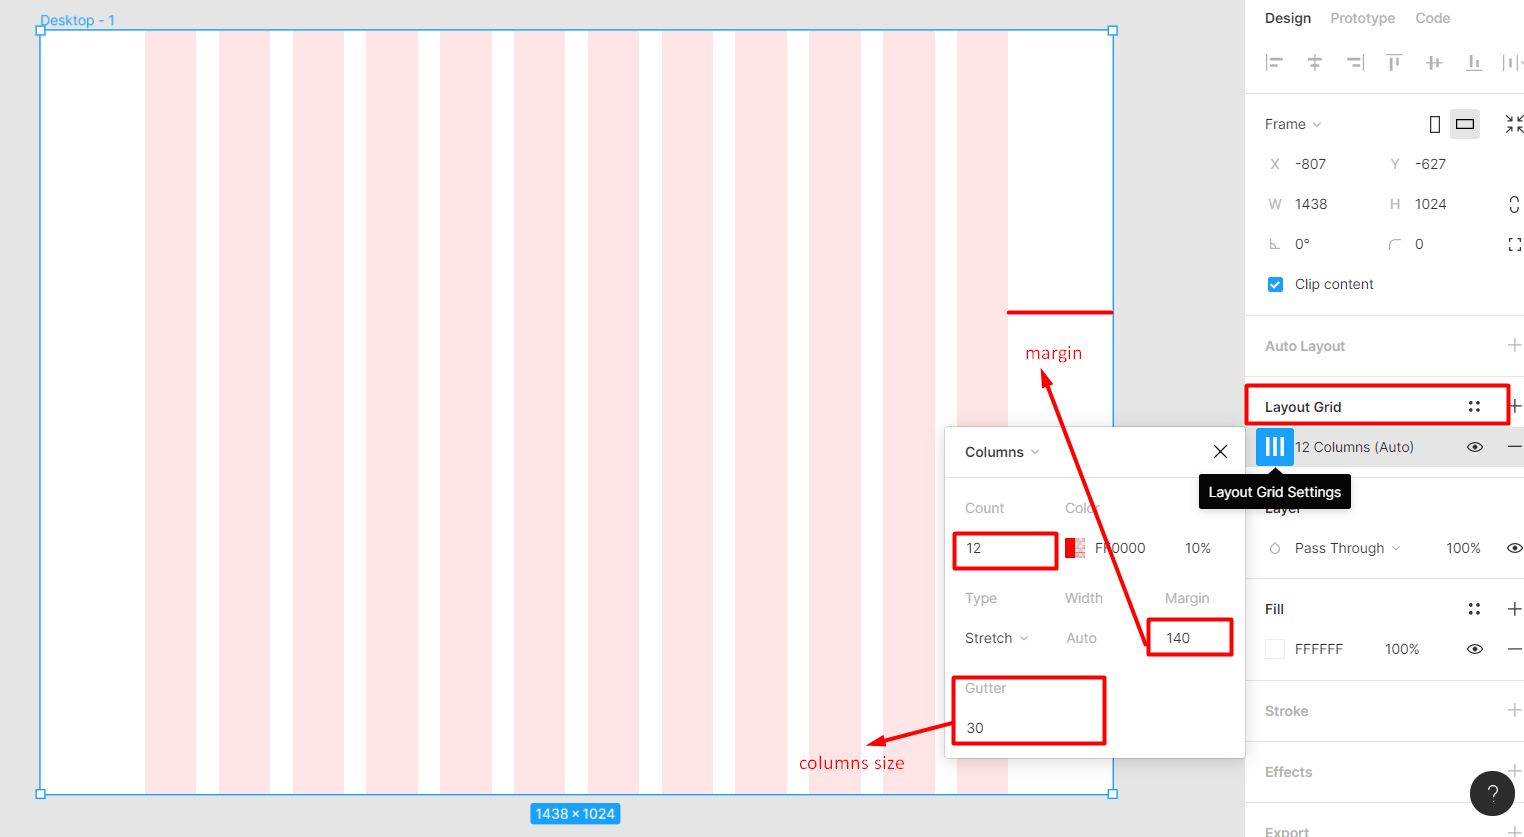 Desktop - 1
1438 × 1024
margin
columns size
Columns
Count
Color
12
FF0000
10%
Type
Width
Margin
Stretch
Auto
140
Gutter
30
Design Prototype Code
Frame
X -807 Y -627
W 1438 H 1024
0° 0
Clip content
Auto Layout
Layout Grid
12 Columns (Auto)
Layout Grid Settings
Layer
Pass Through 100%
Fill
FFFFFF 100%
Stroke
Effects
?
Export